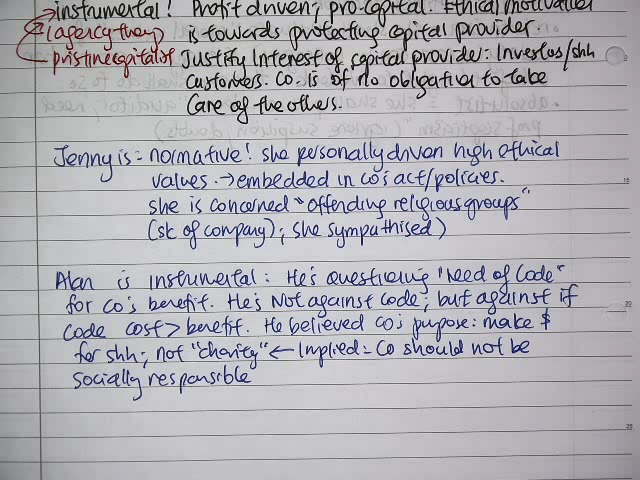 instrumental! Profit driven; pro-capital. Ethical motivation
(agency theory is towards protecting capital provider.
pristine capitalist Justify interest of capital provider: Investos/shh
customers. Co. is of no obligation to take
care of the others.
Jenny is = normative! she personally driven high ethical
values. → embedded in co's act/policies.
she is concerned "offending religious groups"
(sk of company); she sympathised)
Alan is instrumental: He's questioning "Need of Code"
for co's benefit. He's Not against code; but against if
code cost > benefit. He believed co's purpose: make $
for shh; not "charity" ← Implied = Co should not be
socially responsible